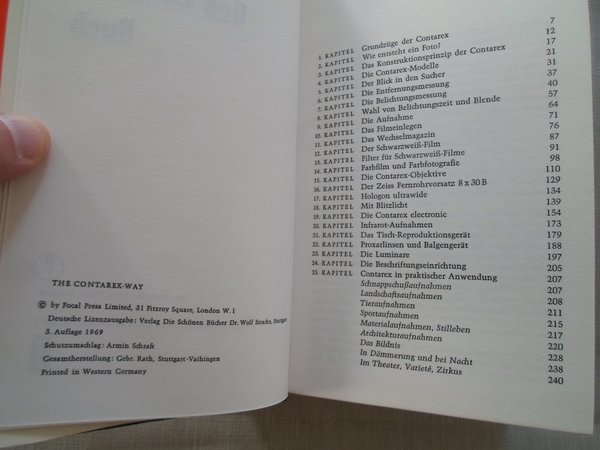 THE CONTAREX-WAY
© by Focal Press Limited, 31 Fitzroy Square, London W. 1
Deutsche Lizenzausgabe: Verlag Die Schönen Bücher Dr. Wolf Strache, Stuttgart
3. Auflage 1969
Schutzumschlag: Armin Schraft
Gesamtherstellung: Gebr. Rath, Stuttgart-Vaihingen
Printed in Western Germany
1. KAPITEL Grundzüge der Contarex 7
2. KAPITEL Wie entsteht ein Foto? 12
3. KAPITEL Das Konstruktionsprinzip der Contarex 17
4. KAPITEL Die Contarex-Modelle 21
5. KAPITEL Der Blick in den Sucher 31
6. KAPITEL Die Entfernungsmessung 37
7. KAPITEL Die Belichtungsmessung 40
8. KAPITEL Wahl von Belichtungszeit und Blende 57
9. KAPITEL Die Aufnahme 64
10. KAPITEL Das Filmeinlegen 71
11. KAPITEL Das Wechselmagazin 76
12. KAPITEL Der Schwarzweiß-Film 87
13. KAPITEL Filter für Schwarzweiß-Filme 91
14. KAPITEL Farbfilm und Farbfotografie 98
15. KAPITEL Die Contarex-Objektive 110
16. KAPITEL Der Zeiss Fernrohrvorsatz 8 x 30 B 129
17. KAPITEL Hologon ultrawide 134
18. KAPITEL Mit Blitzlicht 139
19. KAPITEL Die Contarex electronic 154
20. KAPITEL Infrarot-Aufnahmen 173
21. KAPITEL Das Tisch-Reproduktionsgerät 179
22. KAPITEL Proxarlinsen und Balgengerät 188
23. KAPITEL Die Luminare 197
24. KAPITEL Die Beschriftungseinrichtung 205
25. KAPITEL Contarex in praktischer Anwendung 207
Schnappschußaufnahmen 207
Landschaftsaufnahmen 208
Tieraufnahmen 211
Sportaufnahmen 215
Materialaufnahmen, Stilleben 217
Architekturaufnahmen 220
Das Bildnis 228
In Dämmerung und bei Nacht 238
Im Theater, Varieté, Zirkus 240